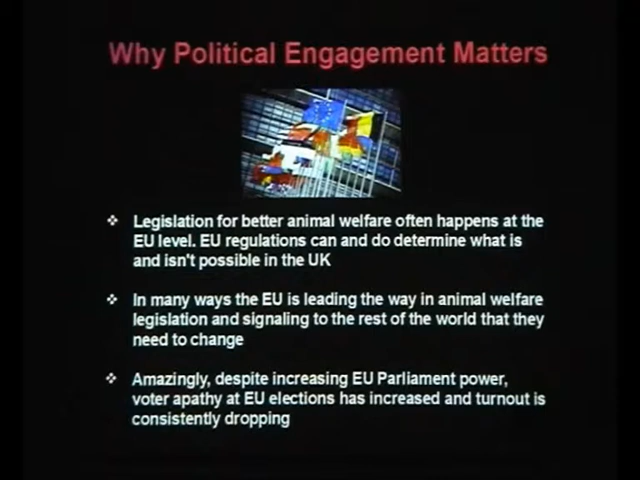 Why Political Engagement Matters
Legislation for better animal welfare often happens at the
EU level. EU regulations can and do determine what is
and isn't possible in the UK
In many ways the EU is leading the way in animal welfare
legislation and signaling to the rest of the world that they
need to change
Amazingly, despite increasing EU Parliament power,
voter apathy at EU elections has increased and turnout is
consistently dropping